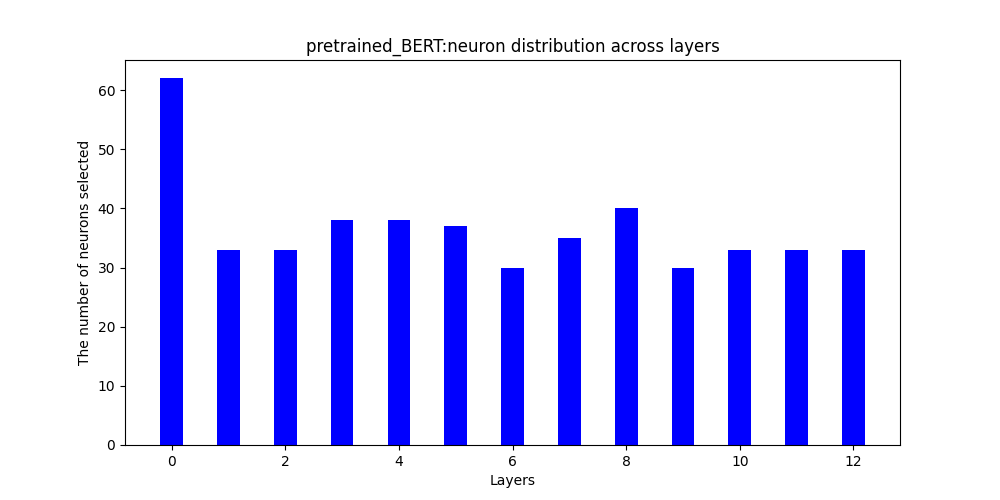 pretrained_BERT:neuron distribution across layers
The number of neurons selected
60
50
40
30
20
10
0
0 2 4 6 8 10 12
Layers